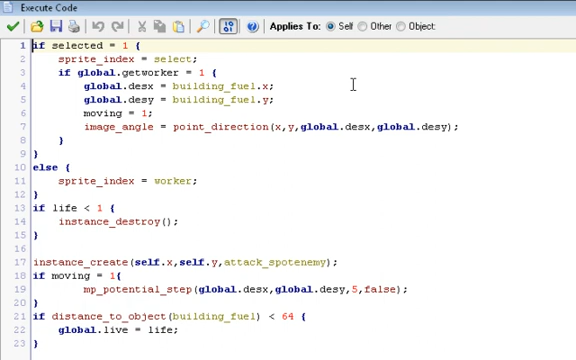 Execute Code
Applies To: Self Other Object:
1 if selected = 1 {
2 sprite_index = select;
3 if global.getworker = 1 {
4 global.desx = building_fuel.x;
5 global.desy = building_fuel.y;
6 moving = 1;
7 image_angle = point_direction(x,y,global.desx,global.desy);
8 }
9 }
10 else {
11 sprite_index = worker;
12 }
13 if life < 1 {
14 instance_destroy();
15 }
16
17 instance_create(self.x,self.y,attack_spotenemy);
18 if moving = 1{
19 mp_potential_step(global.desx,global.desy,5,false);
20 }
21 if distance_to_object(building_fuel) < 64 {
22 global.live = life;
23 }